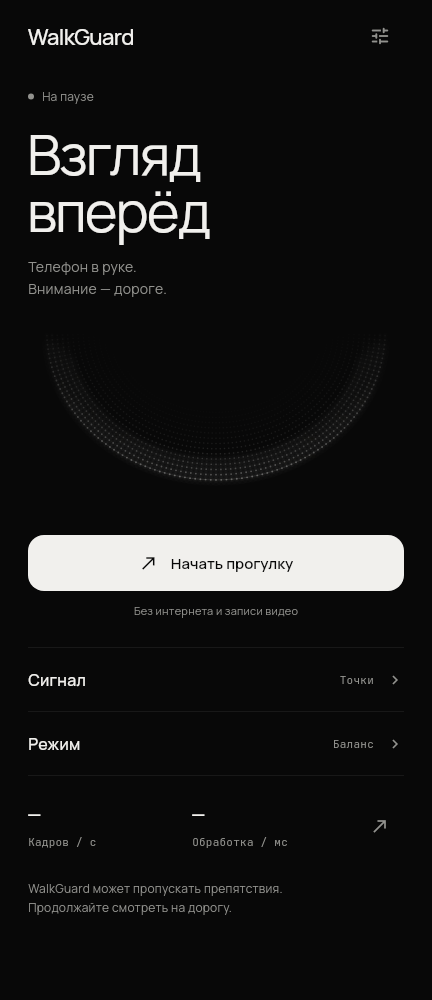 WalkGuard
На паузе
Взгляд
вперёд
Телефон в руке.
Внимание — дороге.
Начать прогулку
Без интернета и записи видео
Сигнал
Точки
Режим
Баланс
— —
Кадров / с
Обработка / мс
WalkGuard может пропускать препятствия.
Продолжайте смотреть на дорогу.